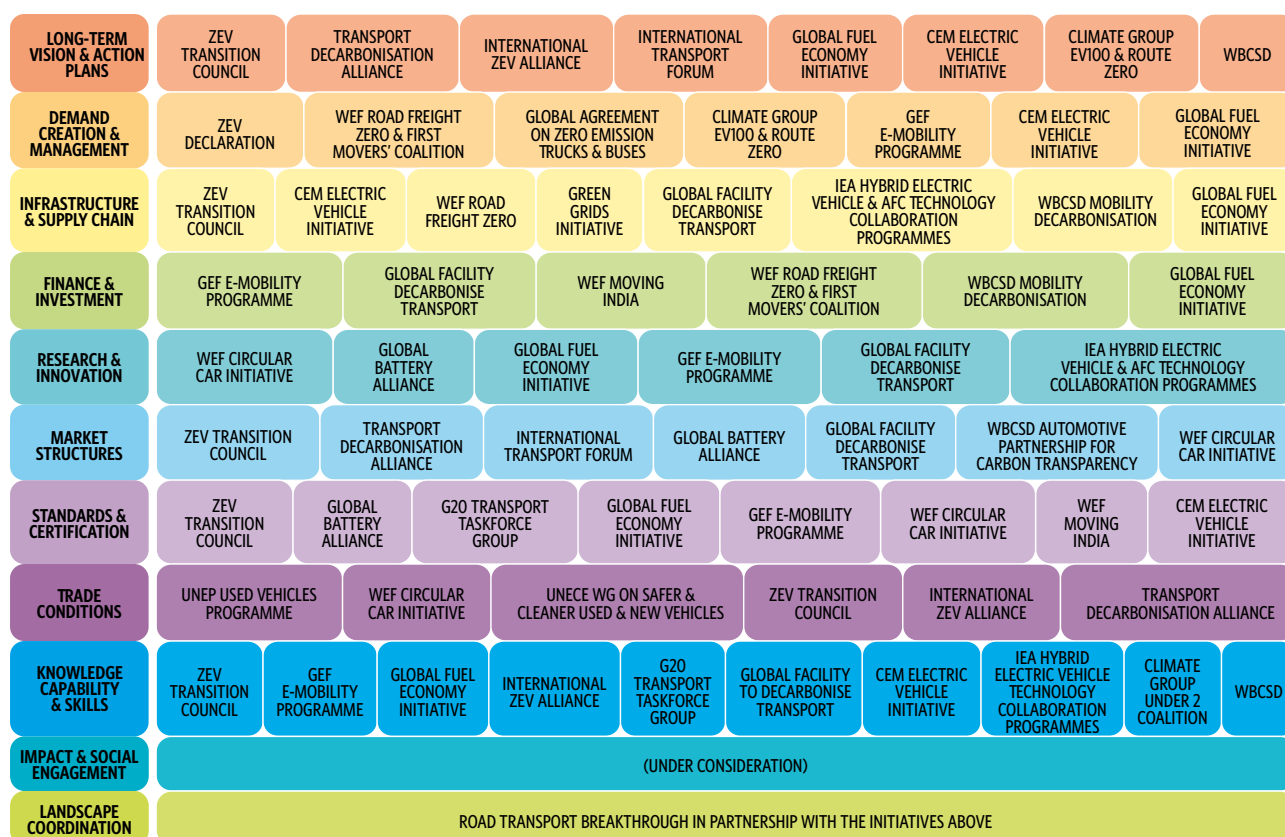 LONG-TERM
VISION & ACTION
PLANS
ZEV
TRANSITION
COUNCIL
TRANSPORT
DECARBONISATION
ALLIANCE
INTERNATIONAL
ZEV ALLIANCE
INTERNATIONAL
TRANSPORT
FORUM
GLOBAL FUEL
ECONOMY
INITIATIVE
CEM ELECTRIC
VEHICLE
INITIATIVE
CLIMATE GROUP
EV100 & ROUTE
ZERO
WBCSD
DEMAND
CREATION &
MANAGEMENT
ZEV
DECLARATION
WEF ROAD FREIGHT
ZERO & FIRST
MOVERS' COALITION
GLOBAL AGREEMENT
ON ZERO EMISSION
TRUCKS & BUSES
CLIMATE GROUP
EV100 & ROUTE
ZERO
GEF
E-MOBILITY
PROGRAMME
CEM ELECTRIC
VEHICLE
INITIATIVE
GLOBAL FUEL
ECONOMY
INITIATIVE
INFRASTRUCTURE
& SUPPLY CHAIN
ZEV
TRANSITION
COUNCIL
CEM ELECTRIC
VEHICLE
INITIATIVE
WEF ROAD
FREIGHT ZERO
GREEN
GRIDS
INITIATIVE
GLOBAL FACILITY
DECARBONISE
TRANSPORT
IEA HYBRID ELECTRIC
VEHICLE & AFC TECHNOLOGY
COLLABORATION
PROGRAMMES
WBCSD MOBILITY
DECARBONISATION
GLOBAL FUEL
ECONOMY
INITIATIVE
FINANCE &
INVESTMENT
GEF E-MOBILITY
PROGRAMME
GLOBAL FACILITY
DECARBONISE
TRANSPORT
WEF MOVING
INDIA
WEF ROAD FREIGHT
ZERO & FIRST
MOVERS' COALITION
WBCSD MOBILITY
DECARBONISATION
GLOBAL FUEL
ECONOMY
INITIATIVE
RESEARCH &
INNOVATION
WEF CIRCULAR
CAR INITIATIVE
GLOBAL
BATTERY
ALLIANCE
GLOBAL FUEL
ECONOMY
INITIATIVE
GEF E-MOBILITY
PROGRAMME
GLOBAL FACILITY
DECARBONISE
TRANSPORT
IEA HYBRID ELECTRIC
VEHICLE & AFC TECHNOLOGY
COLLABORATION PROGRAMMES
MARKET
STRUCTURES
ZEV TRANSITION
COUNCIL
TRANSPORT
DECARBONISATION
ALLIANCE
INTERNATIONAL
TRANSPORT FORUM
GLOBAL BATTERY
ALLIANCE
GLOBAL FACILITY
DECARBONISE
TRANSPORT
WBCSD AUTOMOTIVE
PARTNERSHIP FOR
CARBON TRANSPARENCY
WEF CIRCULAR
CAR INITIATIVE
STANDARDS &
CERTIFICATION
ZEV
TRANSITION
COUNCIL
GLOBAL
BATTERY
ALLIANCE
G20 TRANSPORT
TASKFORCE
GROUP
GLOBAL FUEL
ECONOMY
INITIATIVE
GEF E-MOBILITY
PROGRAMME
WEF CIRCULAR
CAR INITIATIVE
WEF
MOVING
INDIA
CEM ELECTRIC
VEHICLE
INITIATIVE
TRADE
CONDITIONS
UNEP USED VEHICLES
PROGRAMME
WEF CIRCULAR
CAR INITIATIVE
UNECE WG ON SAFER &
CLEANER USED & NEW VEHICLES
ZEV TRANSITION
COUNCIL
INTERNATIONAL
ZEV ALLIANCE
TRANSPORT
DECARBONISATION ALLIANCE
KNOWLEDGE
CAPABILITY
& SKILLS
ZEV
TRANSITION
COUNCIL
GEF
E-MOBILITY
PROGRAMME
GLOBAL FUEL
ECONOMY
INITIATIVE
INTERNATIONAL
ZEV ALLIANCE
G20
TRANSPORT
TASKFORCE
GROUP
GLOBAL FACILITY
TO DECARBONISE
TRANSPORT
CEM ELECTRIC
VEHICLE
INITIATIVE
IEA HYBRID
ELECTRIC VEHICLE
TECHNOLOGY
COLLABORATION
PROGRAMMES
CLIMATE
GROUP
UNDER 2
COALITION
WBCSD
IMPACT & SOCIAL
ENGAGEMENT
(UNDER CONSIDERATION)
LANDSCAPE
COORDINATION
ROAD TRANSPORT BREAKTHROUGH IN PARTNERSHIP WITH THE INITIATIVES ABOVE